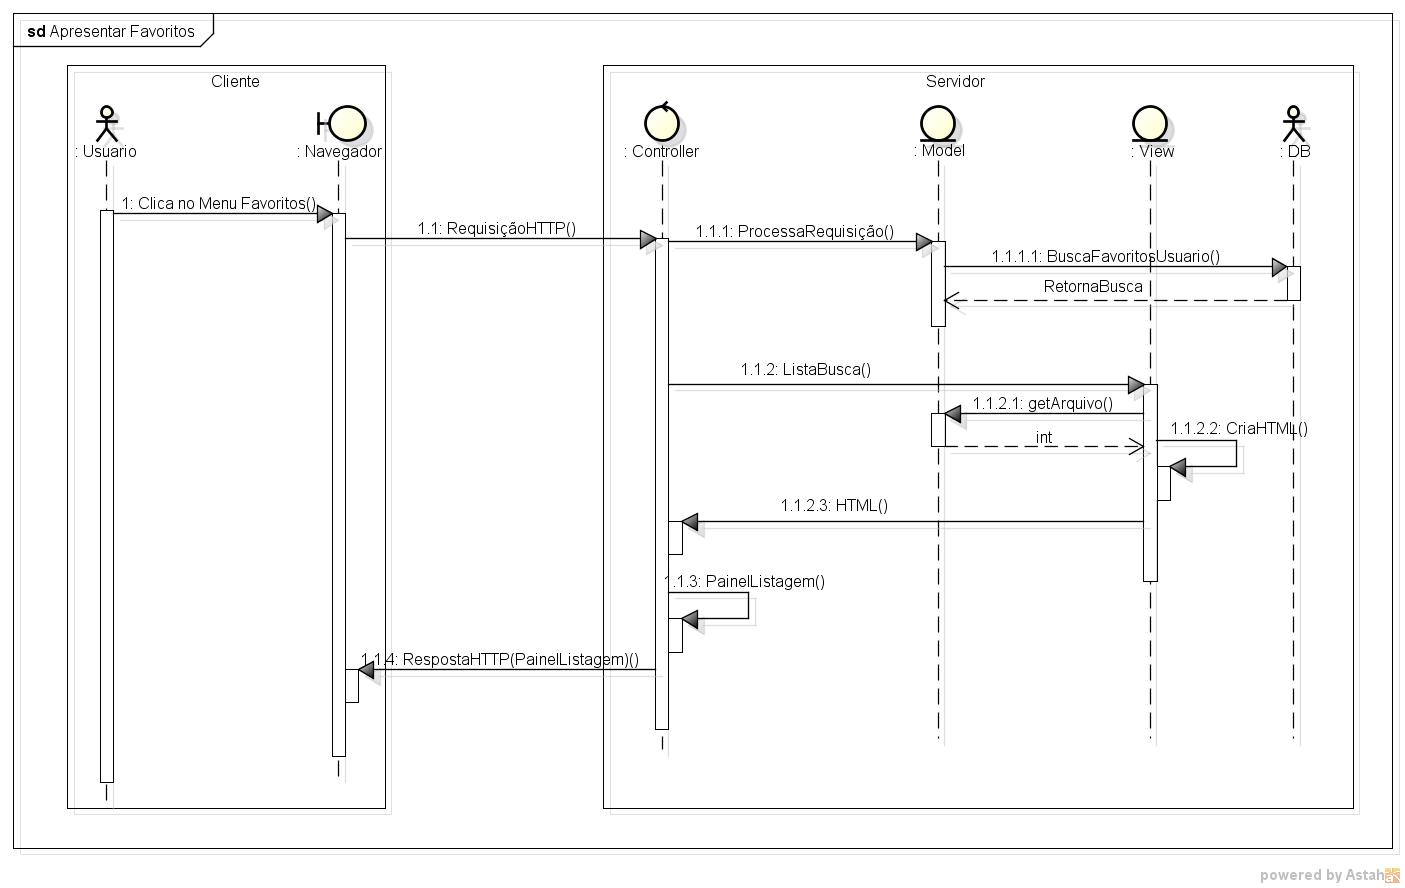 sd Apresentar Favoritos
Cliente
Servidor
: Usuario
: Navegador
: Controller
: Model
: View
: DB
1: Clica no Menu Favoritos()
1.1: RequisiçãoHTTP()
1.1.1: ProcessaRequisição()
1.1.1.1: BuscaFavoritosUsuario()
RetornaBusca
1.1.2: ListaBusca()
1.1.2.1: getArquivo()
int
1.1.2.2: CriaHTML()
1.1.2.3: HTML()
1.1.3: PainelListagem()
1.1.4: RespostaHTTP(PainelListagem)()
powered by Astah